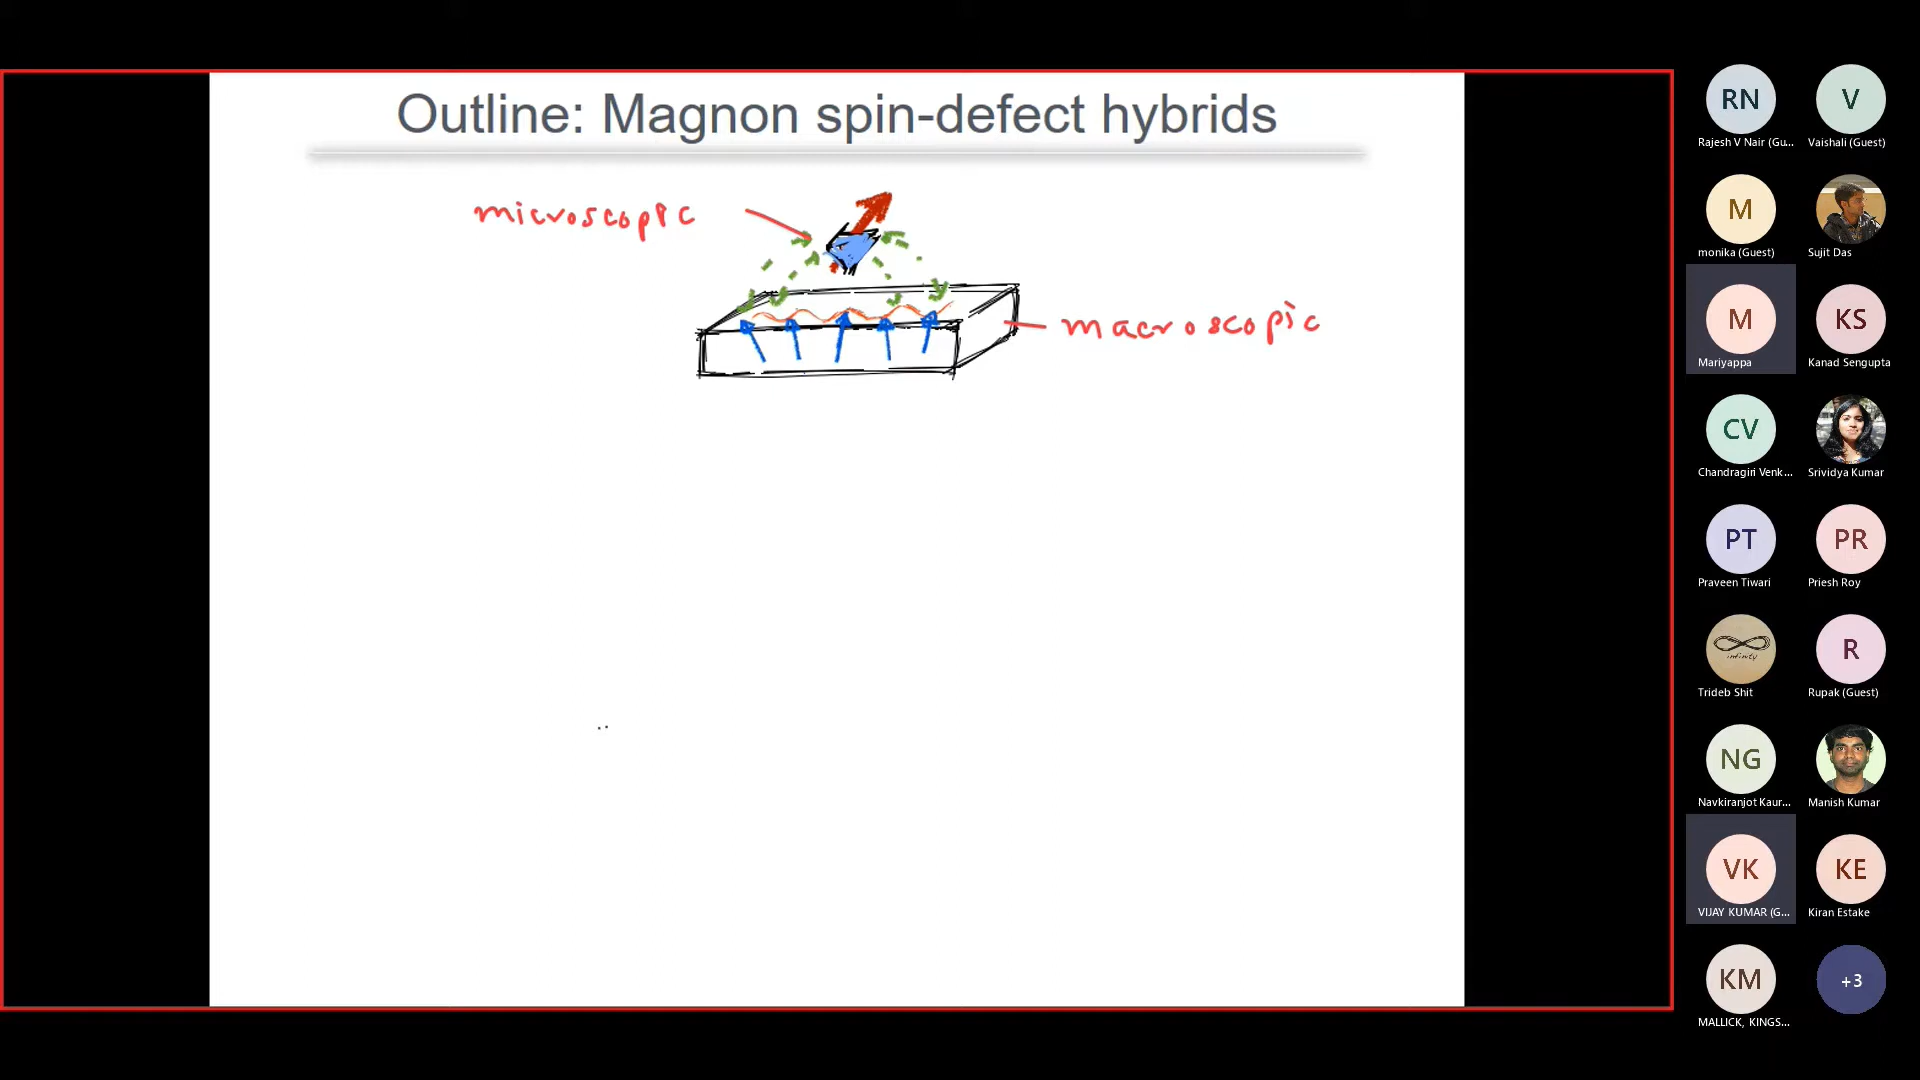 Outline: Magnon spin-defect hybrids
microscopic
macroscopic
RN
Rajesh V Nair (Gu...
V
Vaishali (Guest)
M
monika (Guest)
Sujit Das
M
Mariyappa
KS
Kanad Sengupta
CV
Chandragiri Venk...
Srividya Kumar
PT
Praveen Tiwari
PR
Priesh Roy
infinity
Trideb Shit
R
Rupak (Guest)
NG
Navkiranjot Kaur...
Manish Kumar
VK
VIJAY KUMAR (G...
KE
Kiran Estake
KM
MALLICK, KINGS...
+3